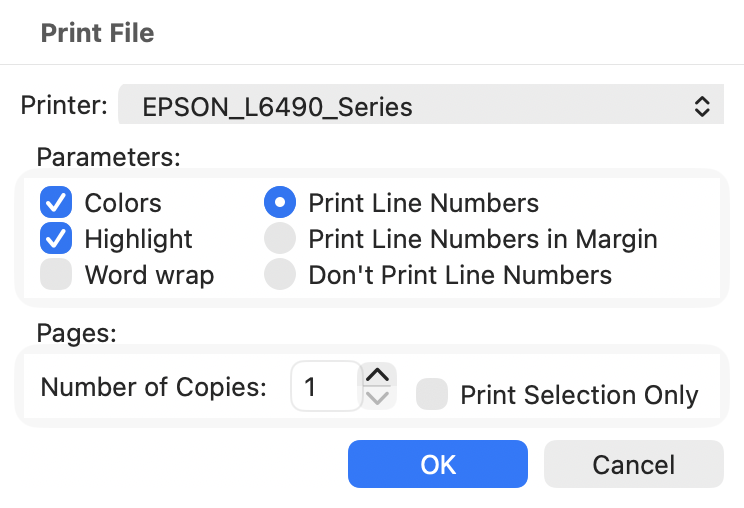 Print File
Printer: EPSON_L6490_Series
Parameters:
Colors Print Line Numbers
Highlight Print Line Numbers in Margin
Word wrap Don't Print Line Numbers
Pages:
Number of Copies: 1 Print Selection Only
OK Cancel